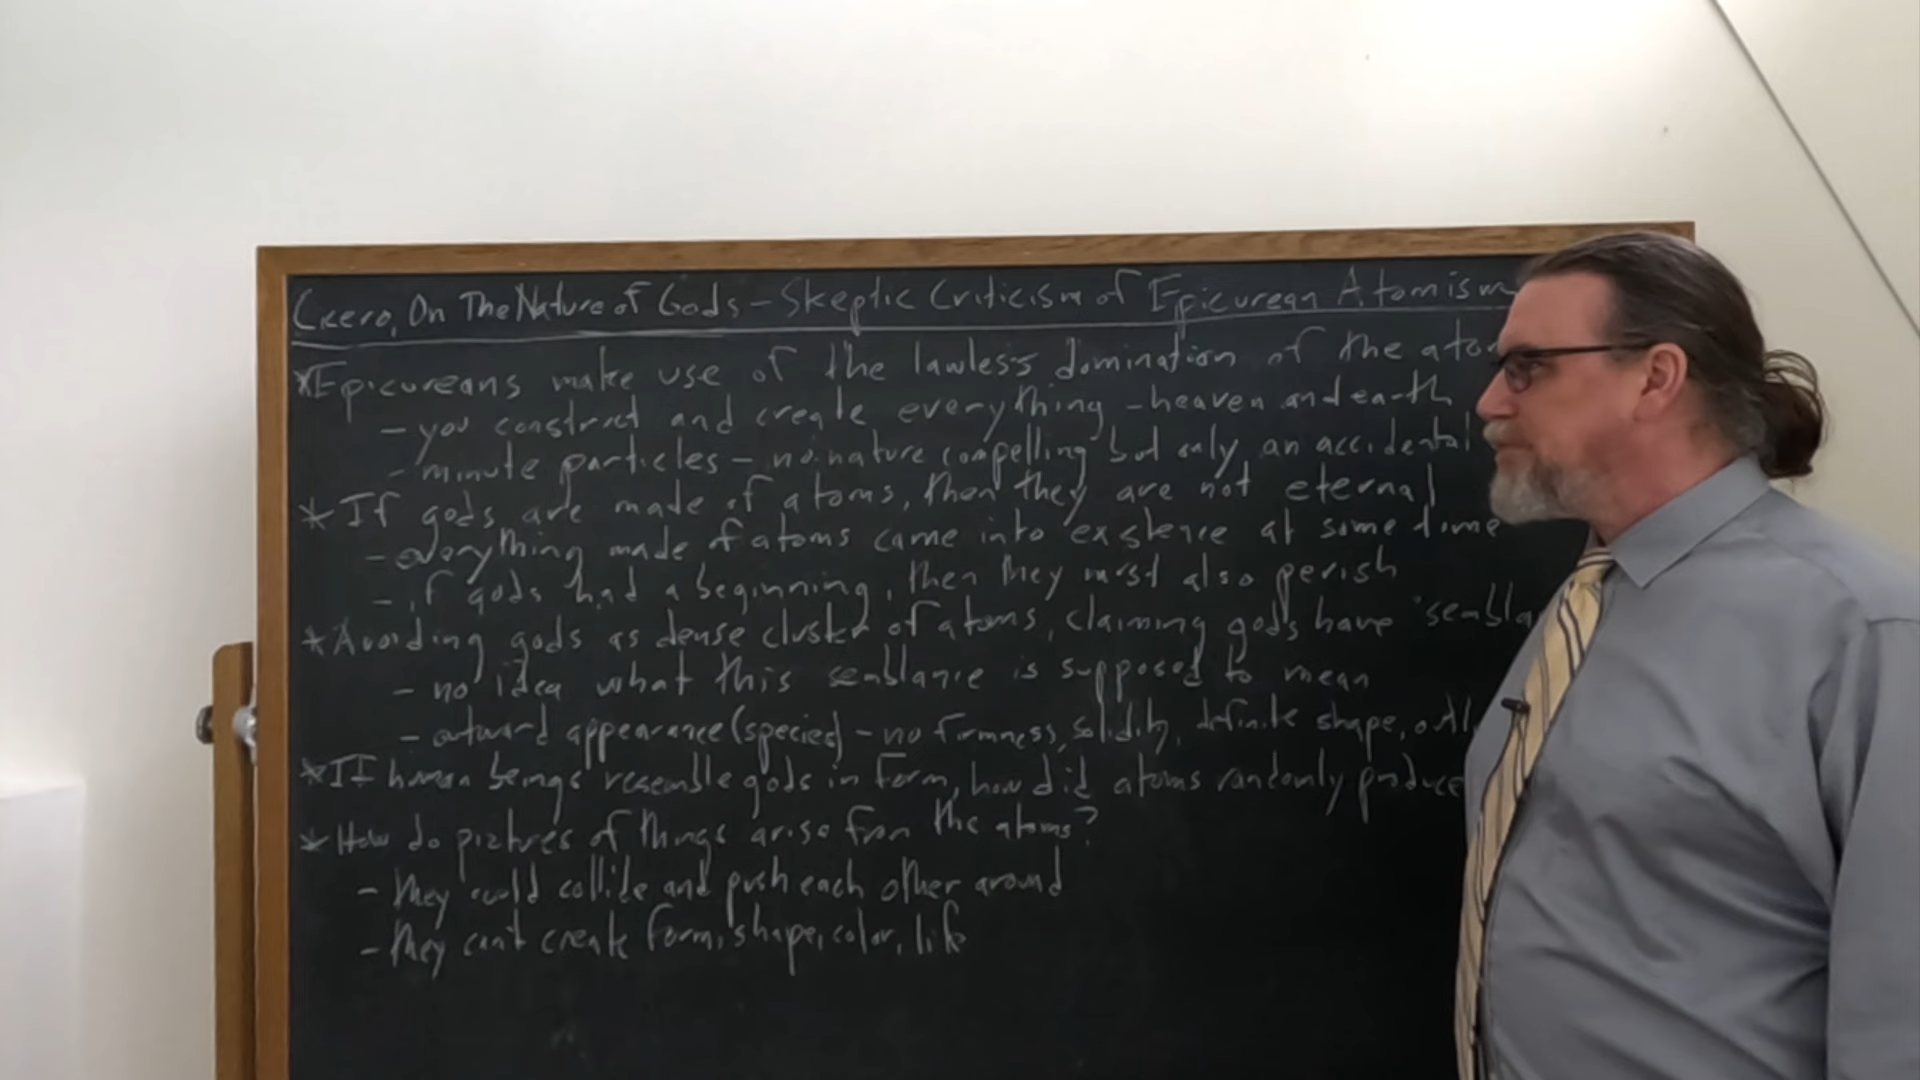 Cicero, On The Nature of Gods - Skeptic Criticism of Epicurean Atomism
*Epicureans make use of the lawless domination of the
- you construct and create everything - heaven and earth
- minute particles - no nature compelling but only an accidental
* If gods are made of atoms, then they are not eternal
- everything made of atoms came into existence at some time
- if gods had a beginning, then they must also perish
* Avoiding gods as dense cluster of atoms, claiming gods have
- no idea what this semblance is supposed to mean
- outward appearance (species) - no firmness, solidity, definite shape,
*If human beings resemble gods in form, how did atoms randomly produce
* How do pictures of things arise from the atoms?
- they could collide and push each other around
- they can't create form, shape, color, life